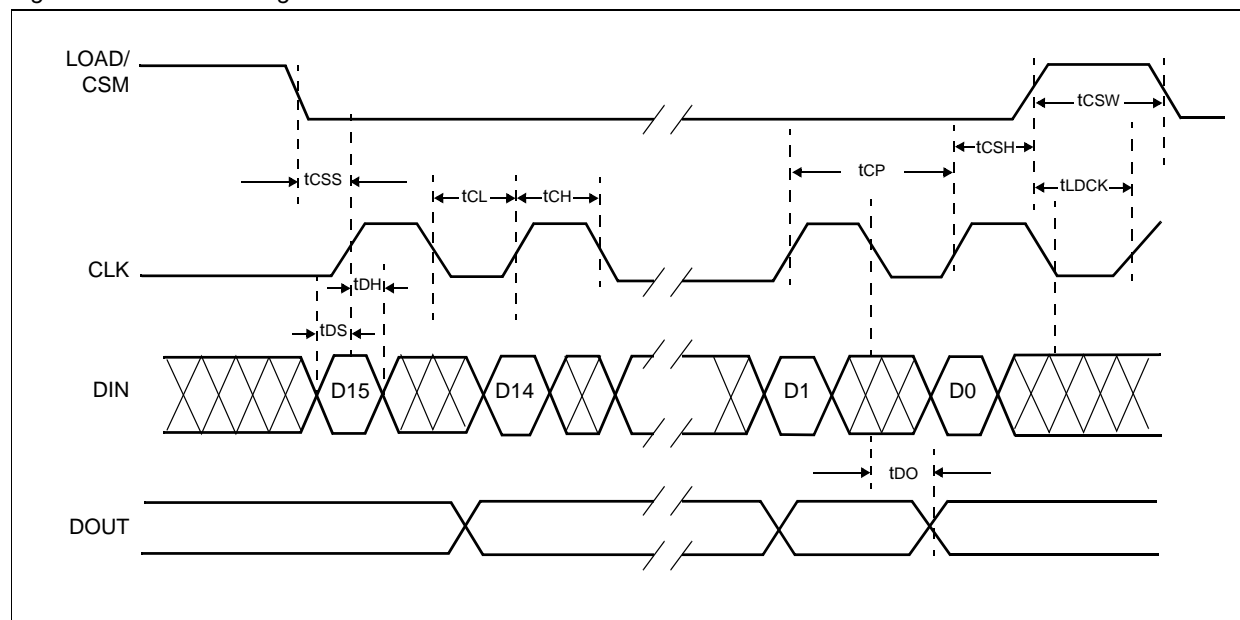 LOAD/
CSM
tCSW
tCSH
tCP
tLDCK
tCSS
tCL
tCH
CLK
tDH
tDS
DIN
D15
D14
D1
D0
tDO
DOUT